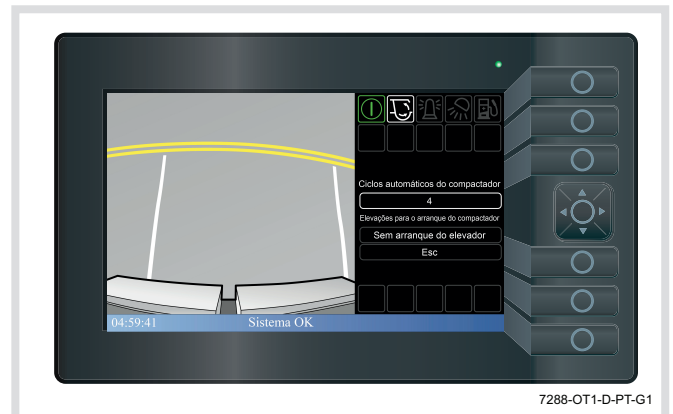 Ciclos automáticos do compactador
4
Elevações para o arranque do compactador
Sem arranque do elevador
Esc
04:59:41 Sistema OK
7288-OT1-D-PT-G1